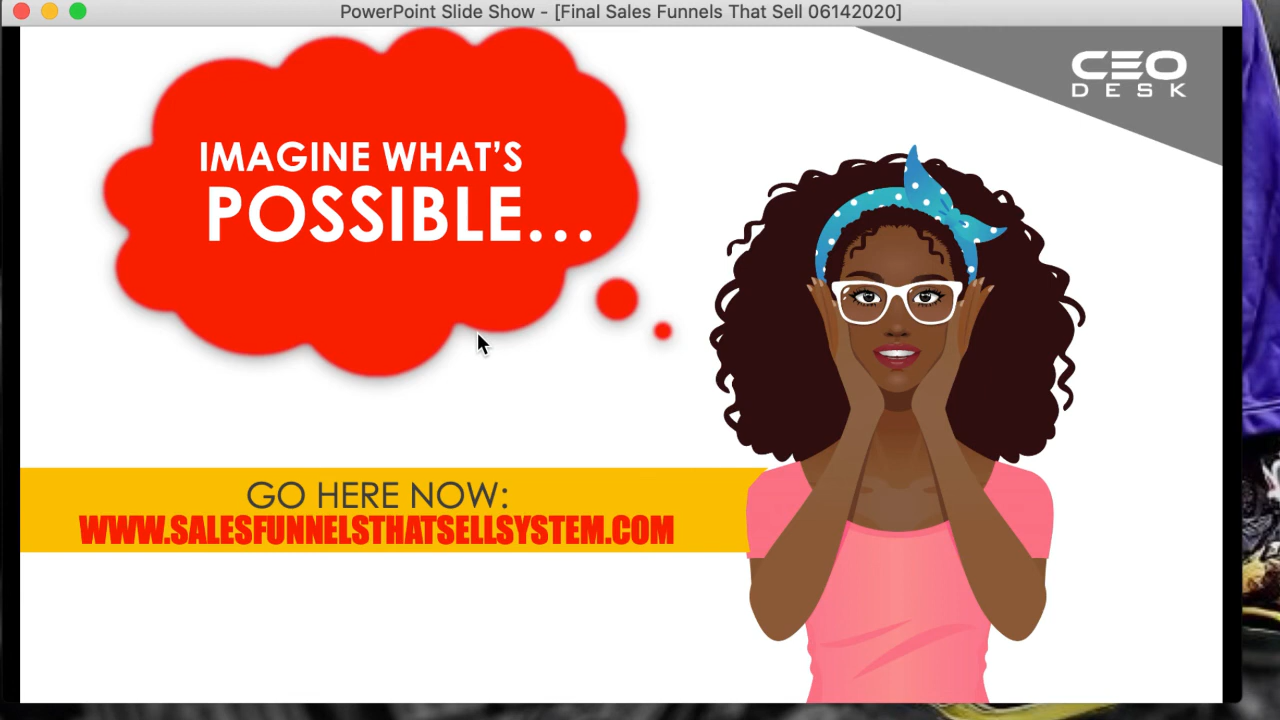 PowerPoint Slide Show - [Final Sales Funnels That Sell 06142020]
CEO
DESK
IMAGINE WHAT'S
POSSIBLE...
GO HERE NOW:
WWW.SALESFUNNELSTHATSELLSYSTEM.COM